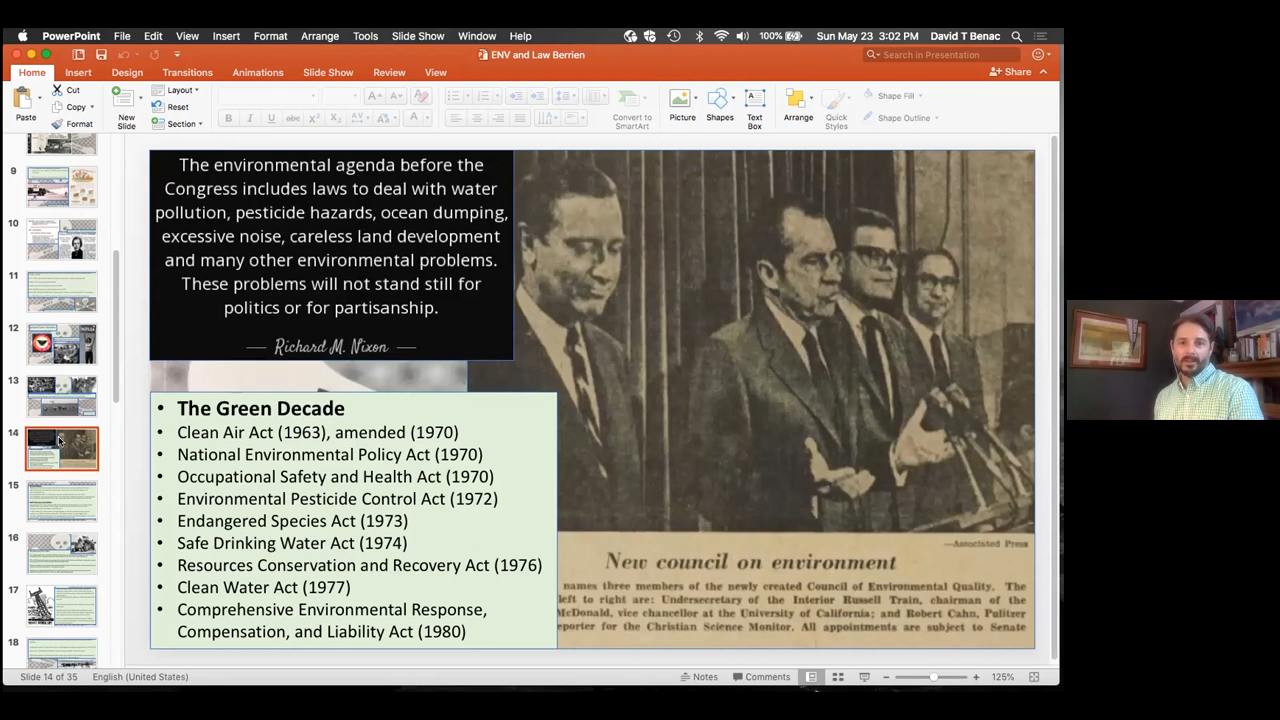 PowerPoint File Edit View Insert Format Arrange Tools Slide Show Window Help 100% Sun May 23 3:02 PM David T Benac
ENV and Law Berrien
Search in Presentation
Home Insert Design Transitions Animations Slide Show Review View
Share
Paste
Cut
Copy
Format
New Slide
Layout
Reset
Section
B I U abc X² X₂ AV Aa A
Convert to SmartArt
Picture
Shapes
Text Box
Arrange
Quick Styles
Shape Fill
Shape Outline
9
10
11
12
13
14
15
16
17
18
The environmental agenda before the
Congress includes laws to deal with water
pollution, pesticide hazards, ocean dumping,
excessive noise, careless land development
and many other environmental problems.
These problems will not stand still for
politics or for partisanship.
— Richard M. Nixon —
• The Green Decade
• Clean Air Act (1963), amended (1970)
• National Environmental Policy Act (1970)
• Occupational Safety and Health Act (1970)
• Environmental Pesticide Control Act (1972)
• Endangered Species Act (1973)
• Safe Drinking Water Act (1974)
• Resources Conservation and Recovery Act (1976)
• Clean Water Act (1977)
• Comprehensive Environmental Response,
Compensation, and Liability Act (1980)
—Associated Press
New council on environment
names three members of the newly created Council of Environmental Quality. The
left to right are: Undersecretary of the Interior Russell Train, chairman of the
McDonald, vice chancellor at the University of California; and Robert Cahn, Pulitzer
eporter for the Christian Science Monitor. All appointments are subject to Senate
Slide 14 of 35 English (United States) Notes Comments 125%